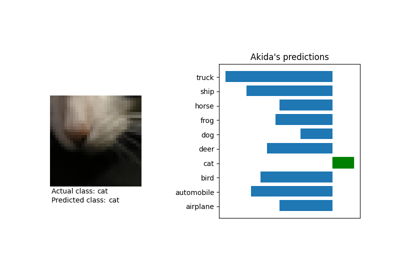 Akida's predictions
truck
ship
horse
frog
dog
deer
cat
bird
automobile
airplane
Actual class: cat
Predicted class: cat